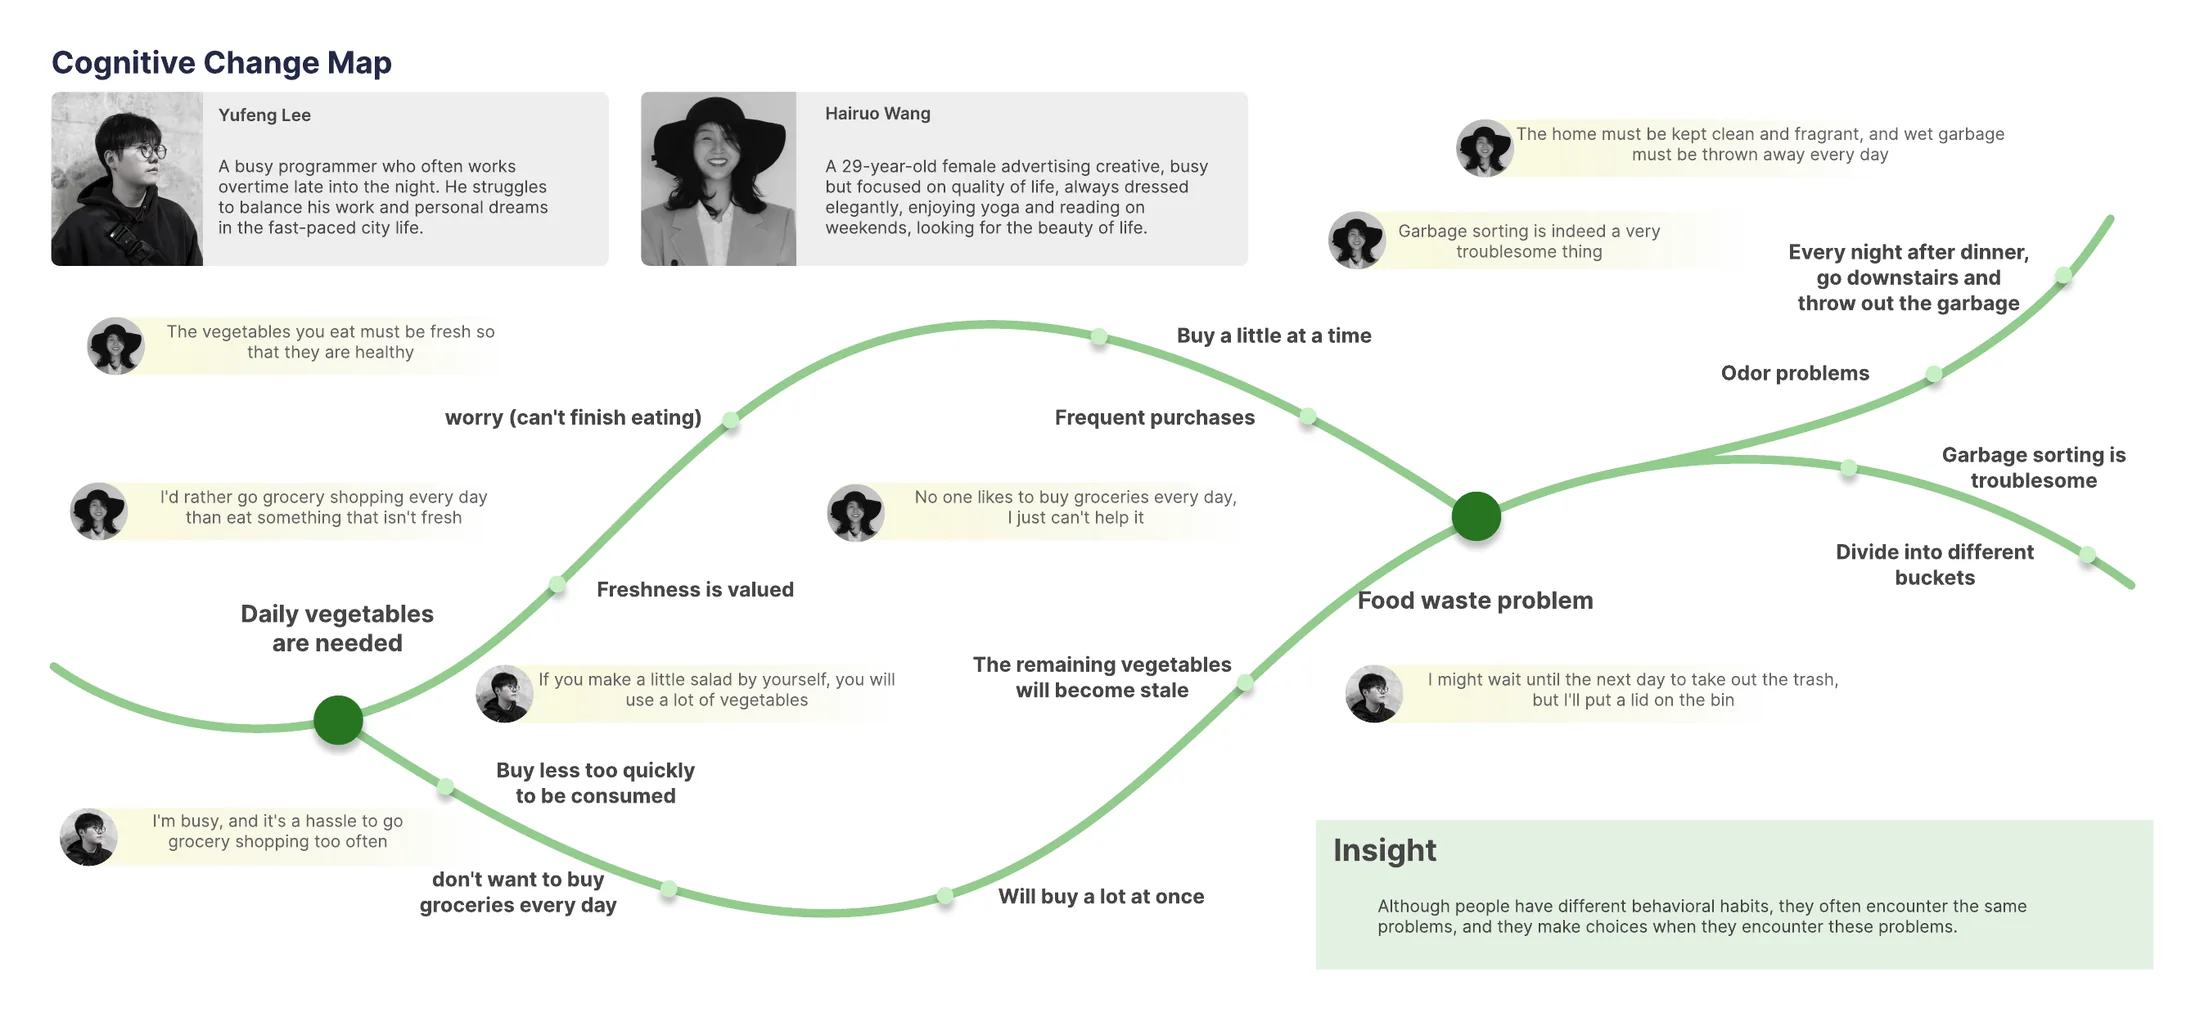 Cognitive Change Map
Yufeng Lee
A busy programmer who often works
overtime late into the night. He struggles
to balance his work and personal dreams
in the fast-paced city life.
Hairuo Wang
A 29-year-old female advertising creative, busy
but focused on quality of life, always dressed
elegantly, enjoying yoga and reading on
weekends, looking for the beauty of life.
The home must be kept clean and fragrant, and wet garbage
must be thrown away every day
Garbage sorting is indeed a very
troublesome thing
Every night after dinner,
go downstairs and
throw out the garbage
The vegetables you eat must be fresh so
that they are healthy
Buy a little at a time
Odor problems
worry (can't finish eating)
Frequent purchases
Garbage sorting is
troublesome
I'd rather go grocery shopping every day
than eat something that isn't fresh
No one likes to buy groceries every day,
I just can't help it
Divide into different
buckets
Freshness is valued
Daily vegetables
are needed
Food waste problem
If you make a little salad by yourself, you will
use a lot of vegetables
The remaining vegetables
will become stale
I might wait until the next day to take out the trash,
but I'll put a lid on the bin
Buy less too quickly
to be consumed
I'm busy, and it's a hassle to go
grocery shopping too often
don't want to buy
groceries every day
Will buy a lot at once
Insight
Although people have different behavioral habits, they often encounter the same
problems, and they make choices when they encounter these problems.